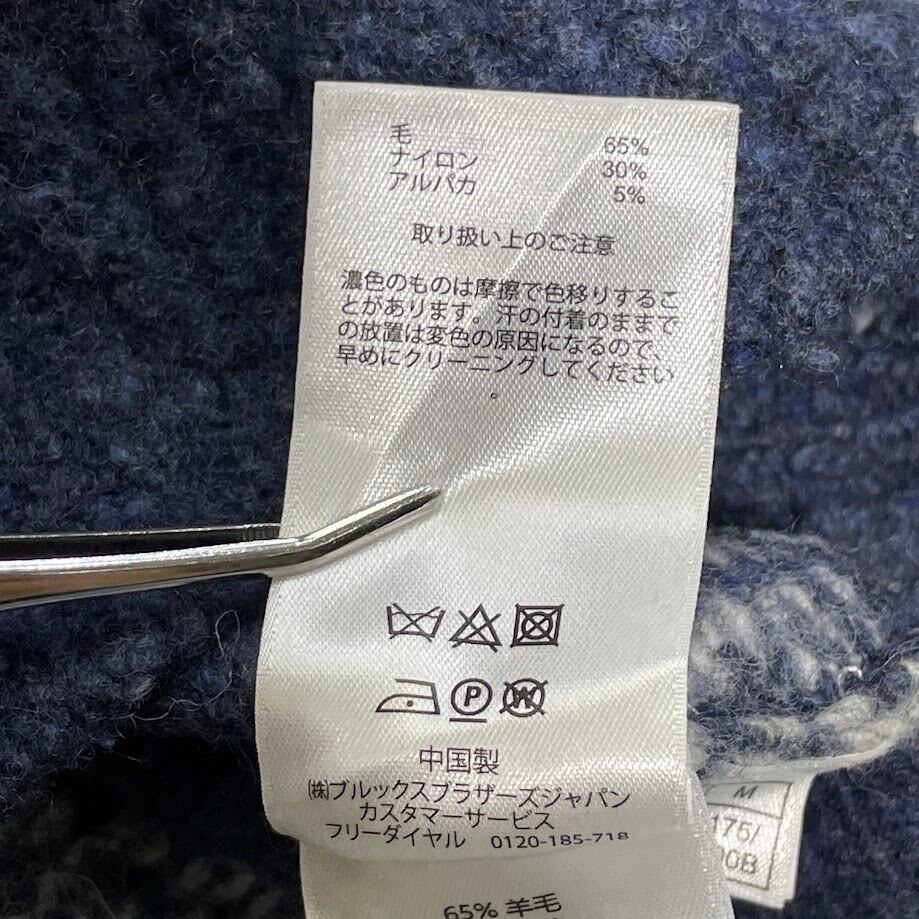 毛 65%
ナイロン 30%
アルパカ 5%
取り扱い上のご注意
濃色のものは摩擦で色移りするこ
とがあります。汗の付着のままで
の放置は変色の原因になるので、
早めにクリーニングしてください
。
P W
中国製
㈱ブルックスブラザーズジャパン
カスタマーサービス
フリーダイヤル 0120-185-718
65% 羊毛
M
175/